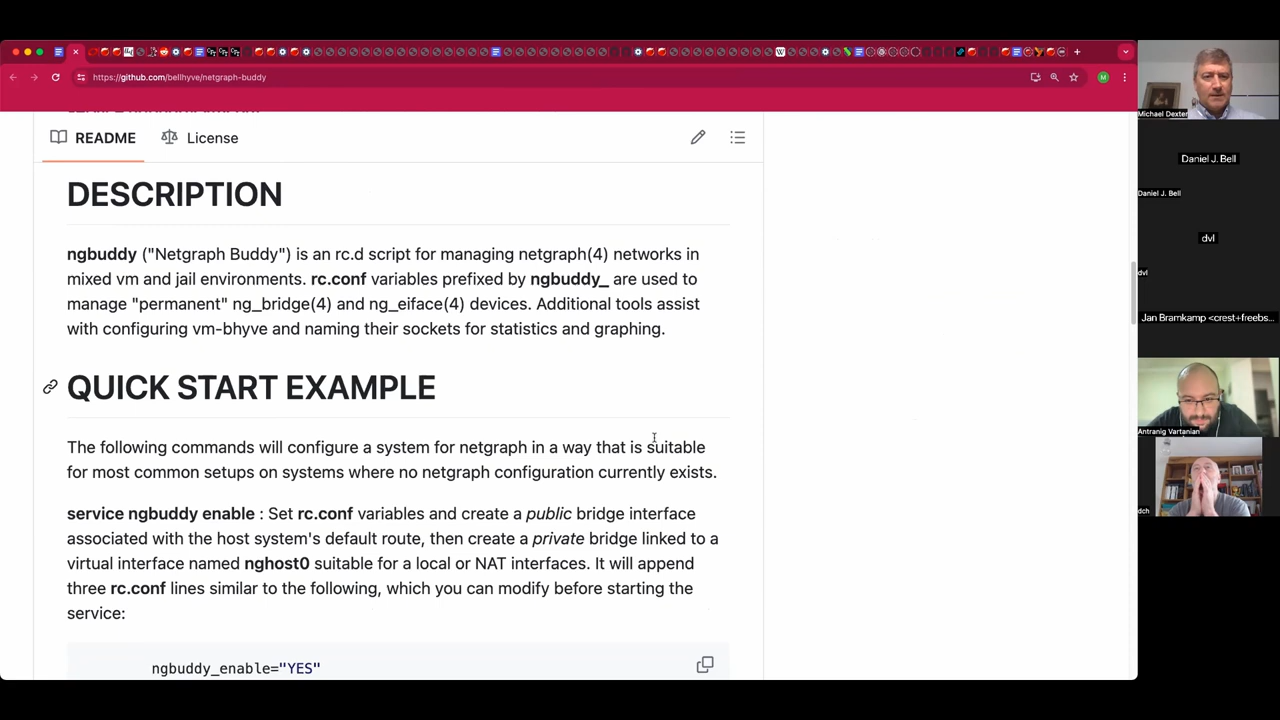 https://github.com/bellhyve/netgraph-buddy
README
License
DESCRIPTION
ngbuddy ("Netgraph Buddy") is an rc.d script for managing netgraph(4) networks in
mixed vm and jail environments. rc.conf variables prefixed by ngbuddy_ are used to
manage "permanent" ng_bridge(4) and ng_eiface(4) devices. Additional tools assist
with configuring vm-bhyve and naming their sockets for statistics and graphing.
QUICK START EXAMPLE
The following commands will configure a system for netgraph in a way that is suitable
for most common setups on systems where no netgraph configuration currently exists.
service ngbuddy enable : Set rc.conf variables and create a public bridge interface
associated with the host system's default route, then create a private bridge linked to a
virtual interface named nghost0 suitable for a local or NAT interfaces. It will append
three rc.conf lines similar to the following, which you can modify before starting the
service:
ngbuddy_enable="YES"
Michael Dexter
Daniel J. Bell
Daniel J. Bell
dvl
dvl
Jan Bramkamp <crest+freebs...
Antranig Vartanian
dch